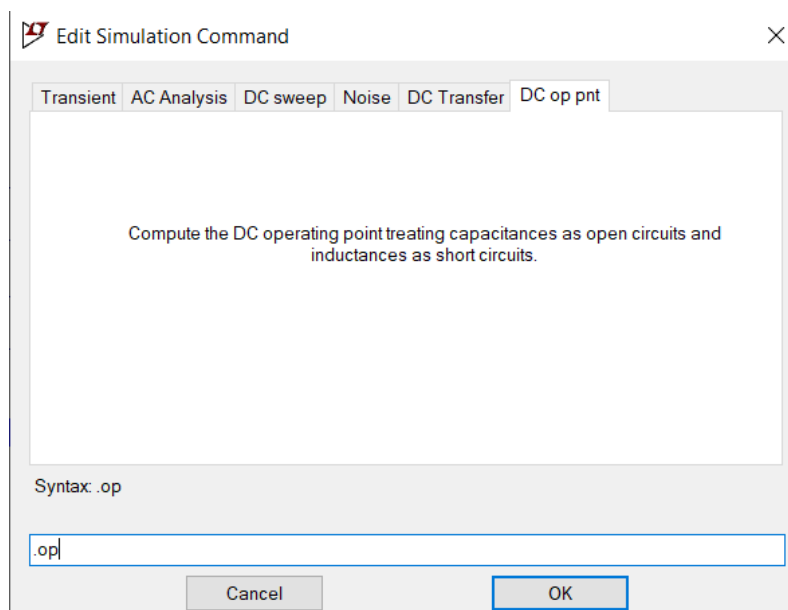 Edit Simulation Command
Transient AC Analysis DC sweep Noise DC Transfer DC op pnt
Compute the DC operating point treating capacitances as open circuits and
inductances as short circuits.
Syntax: .op
.op
Cancel OK